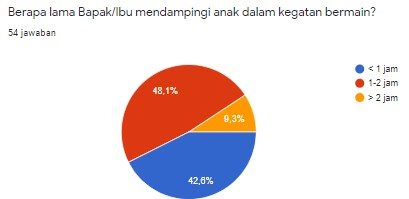 Berapa lama Bapak/Ibu mendampingi anak dalam kegatan bermain?
54 jawaban
48,1%
9,3%
42,6%
< 1 jam
1-2 jam
> 2 jam